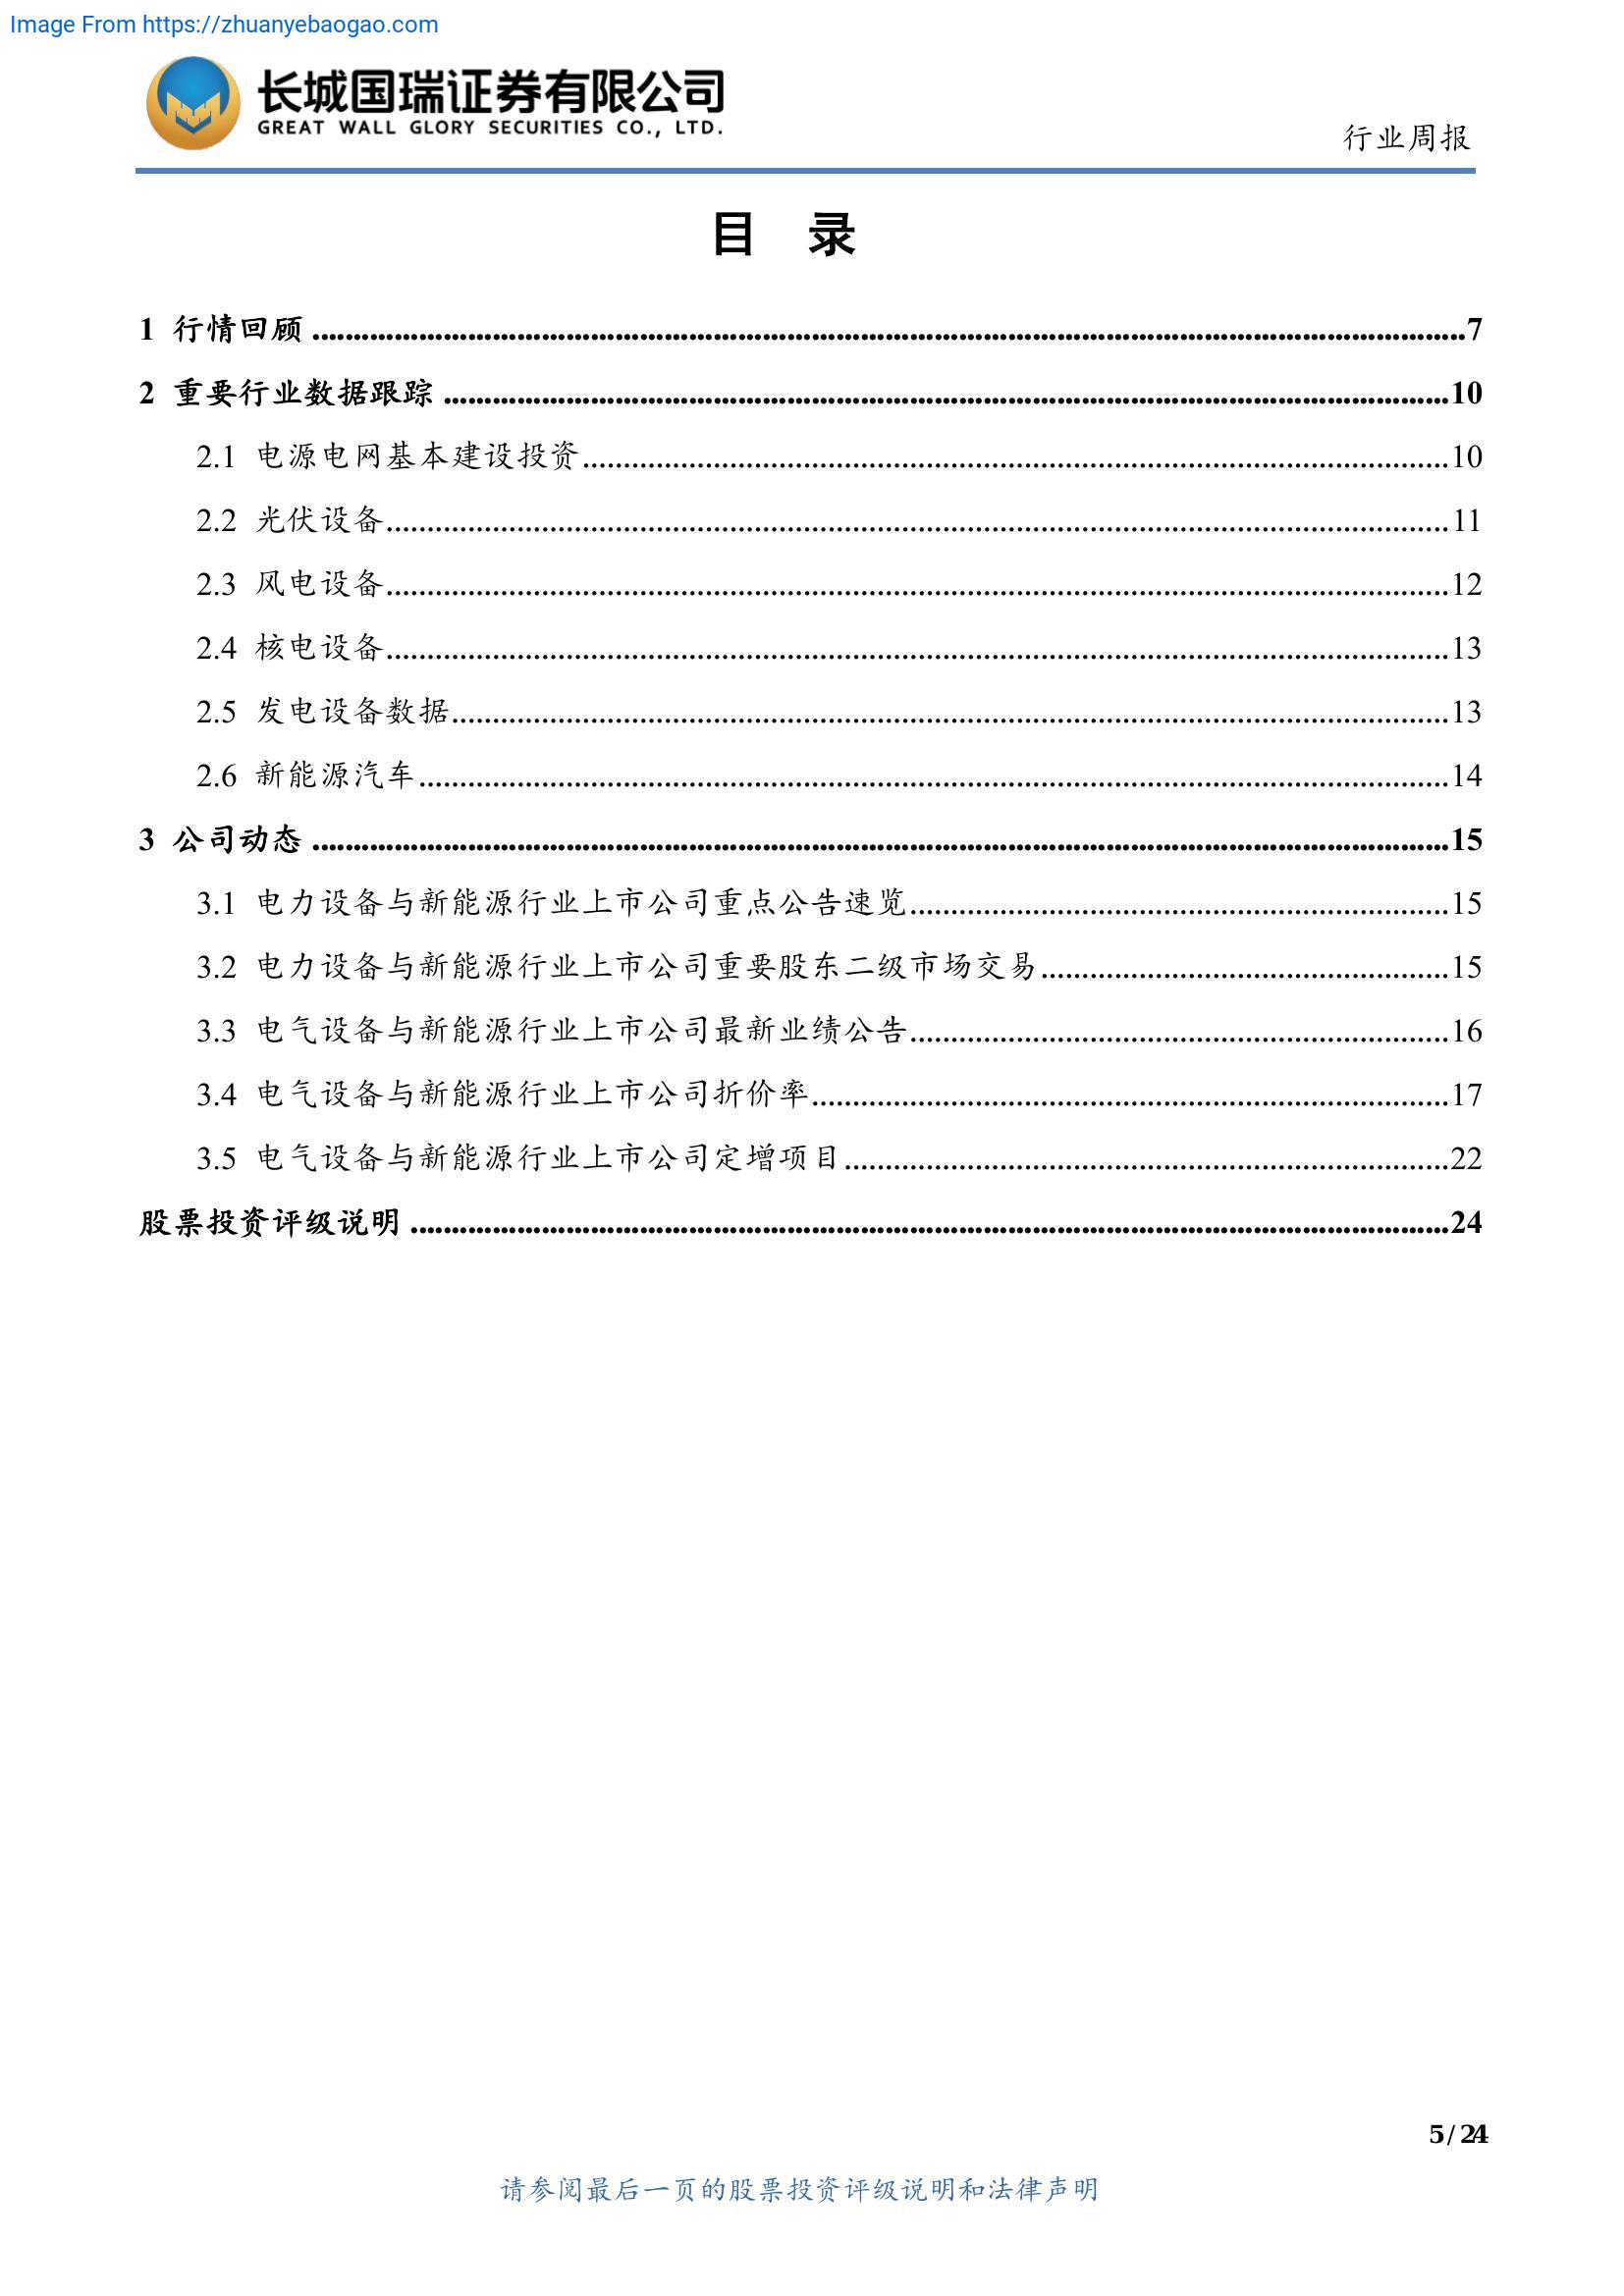 Image From https://zhuanyebaogao.com
长城国瑞证券有限公司
GREAT WALL GLORY SECURITIES CO., LTD.
行业周报
目 录
1 行情回顾 ........................................................ 7
2 重要行业数据跟踪 ........................................................ 10
2.1 电源电网基本建设投资 ........................................................ 10
2.2 光伏设备 ........................................................ 11
2.3 风电设备 ........................................................ 12
2.4 核电设备 ........................................................ 13
2.5 发电设备数据 ........................................................ 13
2.6 新能源汽车 ........................................................ 14
3 公司动态 ........................................................ 15
3.1 电力设备与新能源行业上市公司重点公告速览 ........................................................ 15
3.2 电力设备与新能源行业上市公司重要股东二级市场交易 ........................................................ 15
3.3 电气设备与新能源行业上市公司最新业绩公告 ........................................................ 16
3.4 电气设备与新能源行业上市公司折价率 ........................................................ 17
3.5 电气设备与新能源行业上市公司定增项目 ........................................................ 22
股票投资评级说明 ........................................................ 24
5 / 24
请参阅最后一页的股票投资评级说明和法律声明